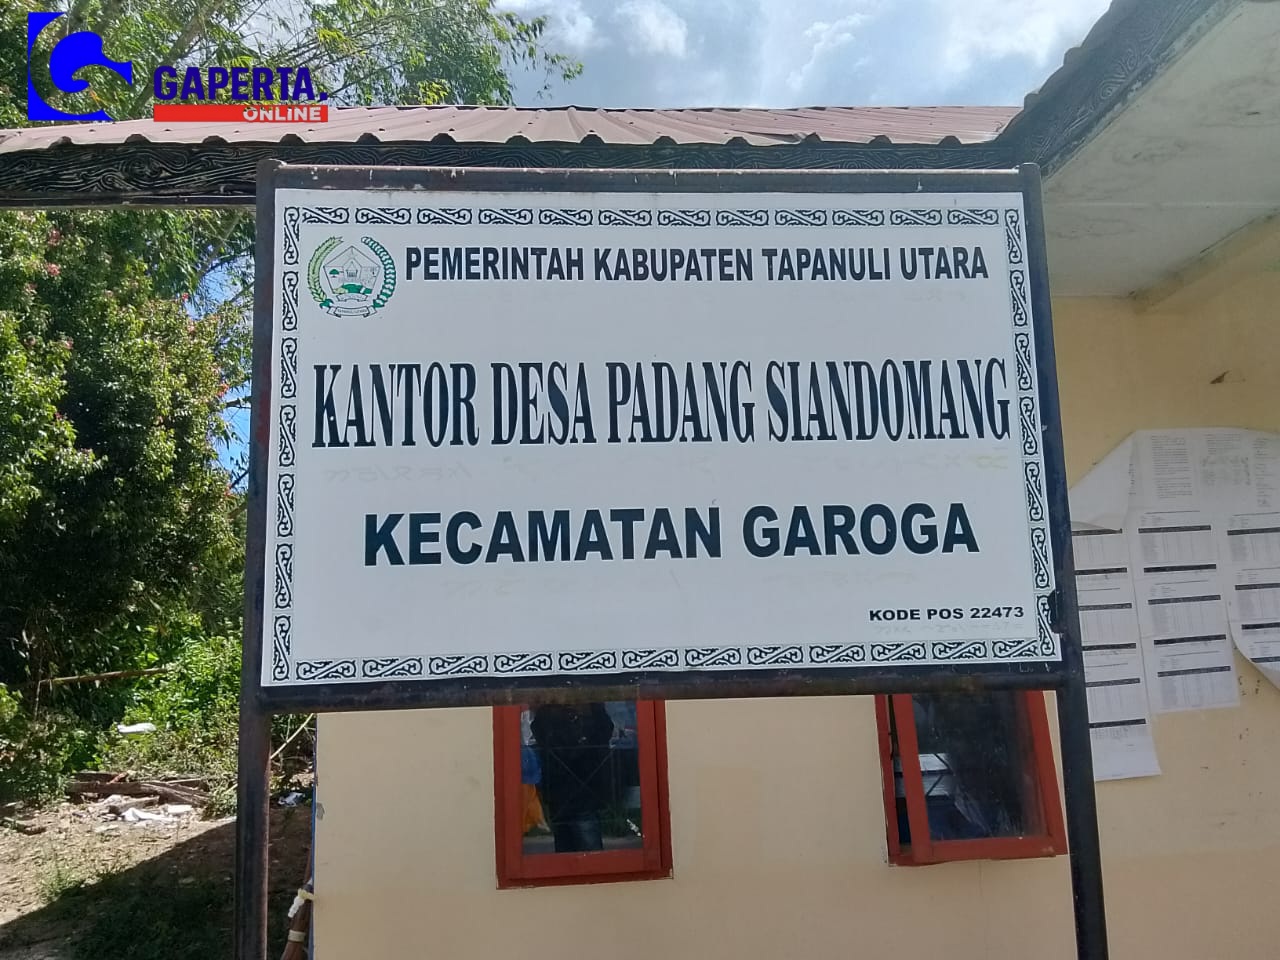 GAPERTA.
ONLINE
PEMERINTAH KABUPATEN TAPANULI UTARA
KANTOR DESA PADANG SIANDOMANG
KECAMATAN GAROGA
KODE POS 22473